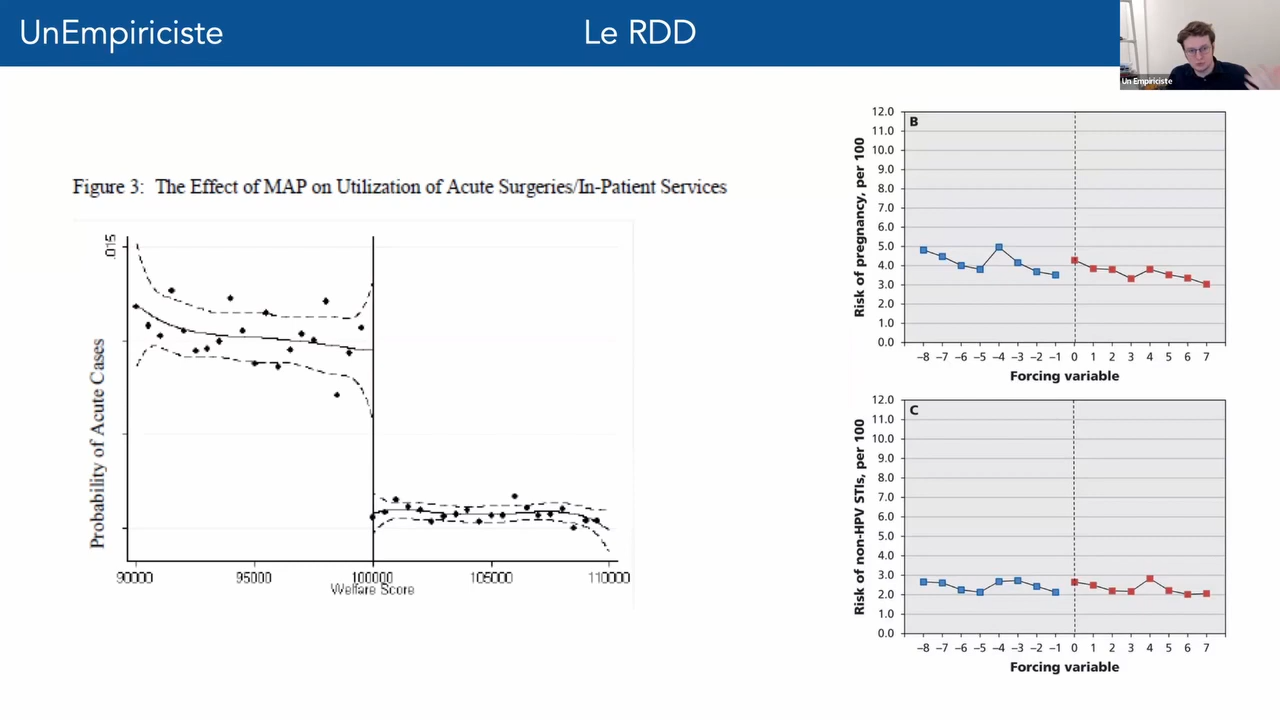 UnEmpiriciste
Le RDD
Un Empiriciste
Figure 3: The Effect of MAP on Utilization of Acute Surgeries/In-Patient Services
.015
Probability of Acute Cases
90000 95000 100000 105000 110000
Welfare Score
B
Risk of pregnancy, per 100
12.0
11.0
10.0
9.0
8.0
7.0
6.0
5.0
4.0
3.0
2.0
1.0
0.0
–8 –7 –6 –5 –4 –3 –2 –1 0 1 2 3 4 5 6 7
Forcing variable
C
Risk of non-HPV STIs, per 100
12.0
11.0
10.0
9.0
8.0
7.0
6.0
5.0
4.0
3.0
2.0
1.0
0.0
–8 –7 –6 –5 –4 –3 –2 –1 0 1 2 3 4 5 6 7
Forcing variable